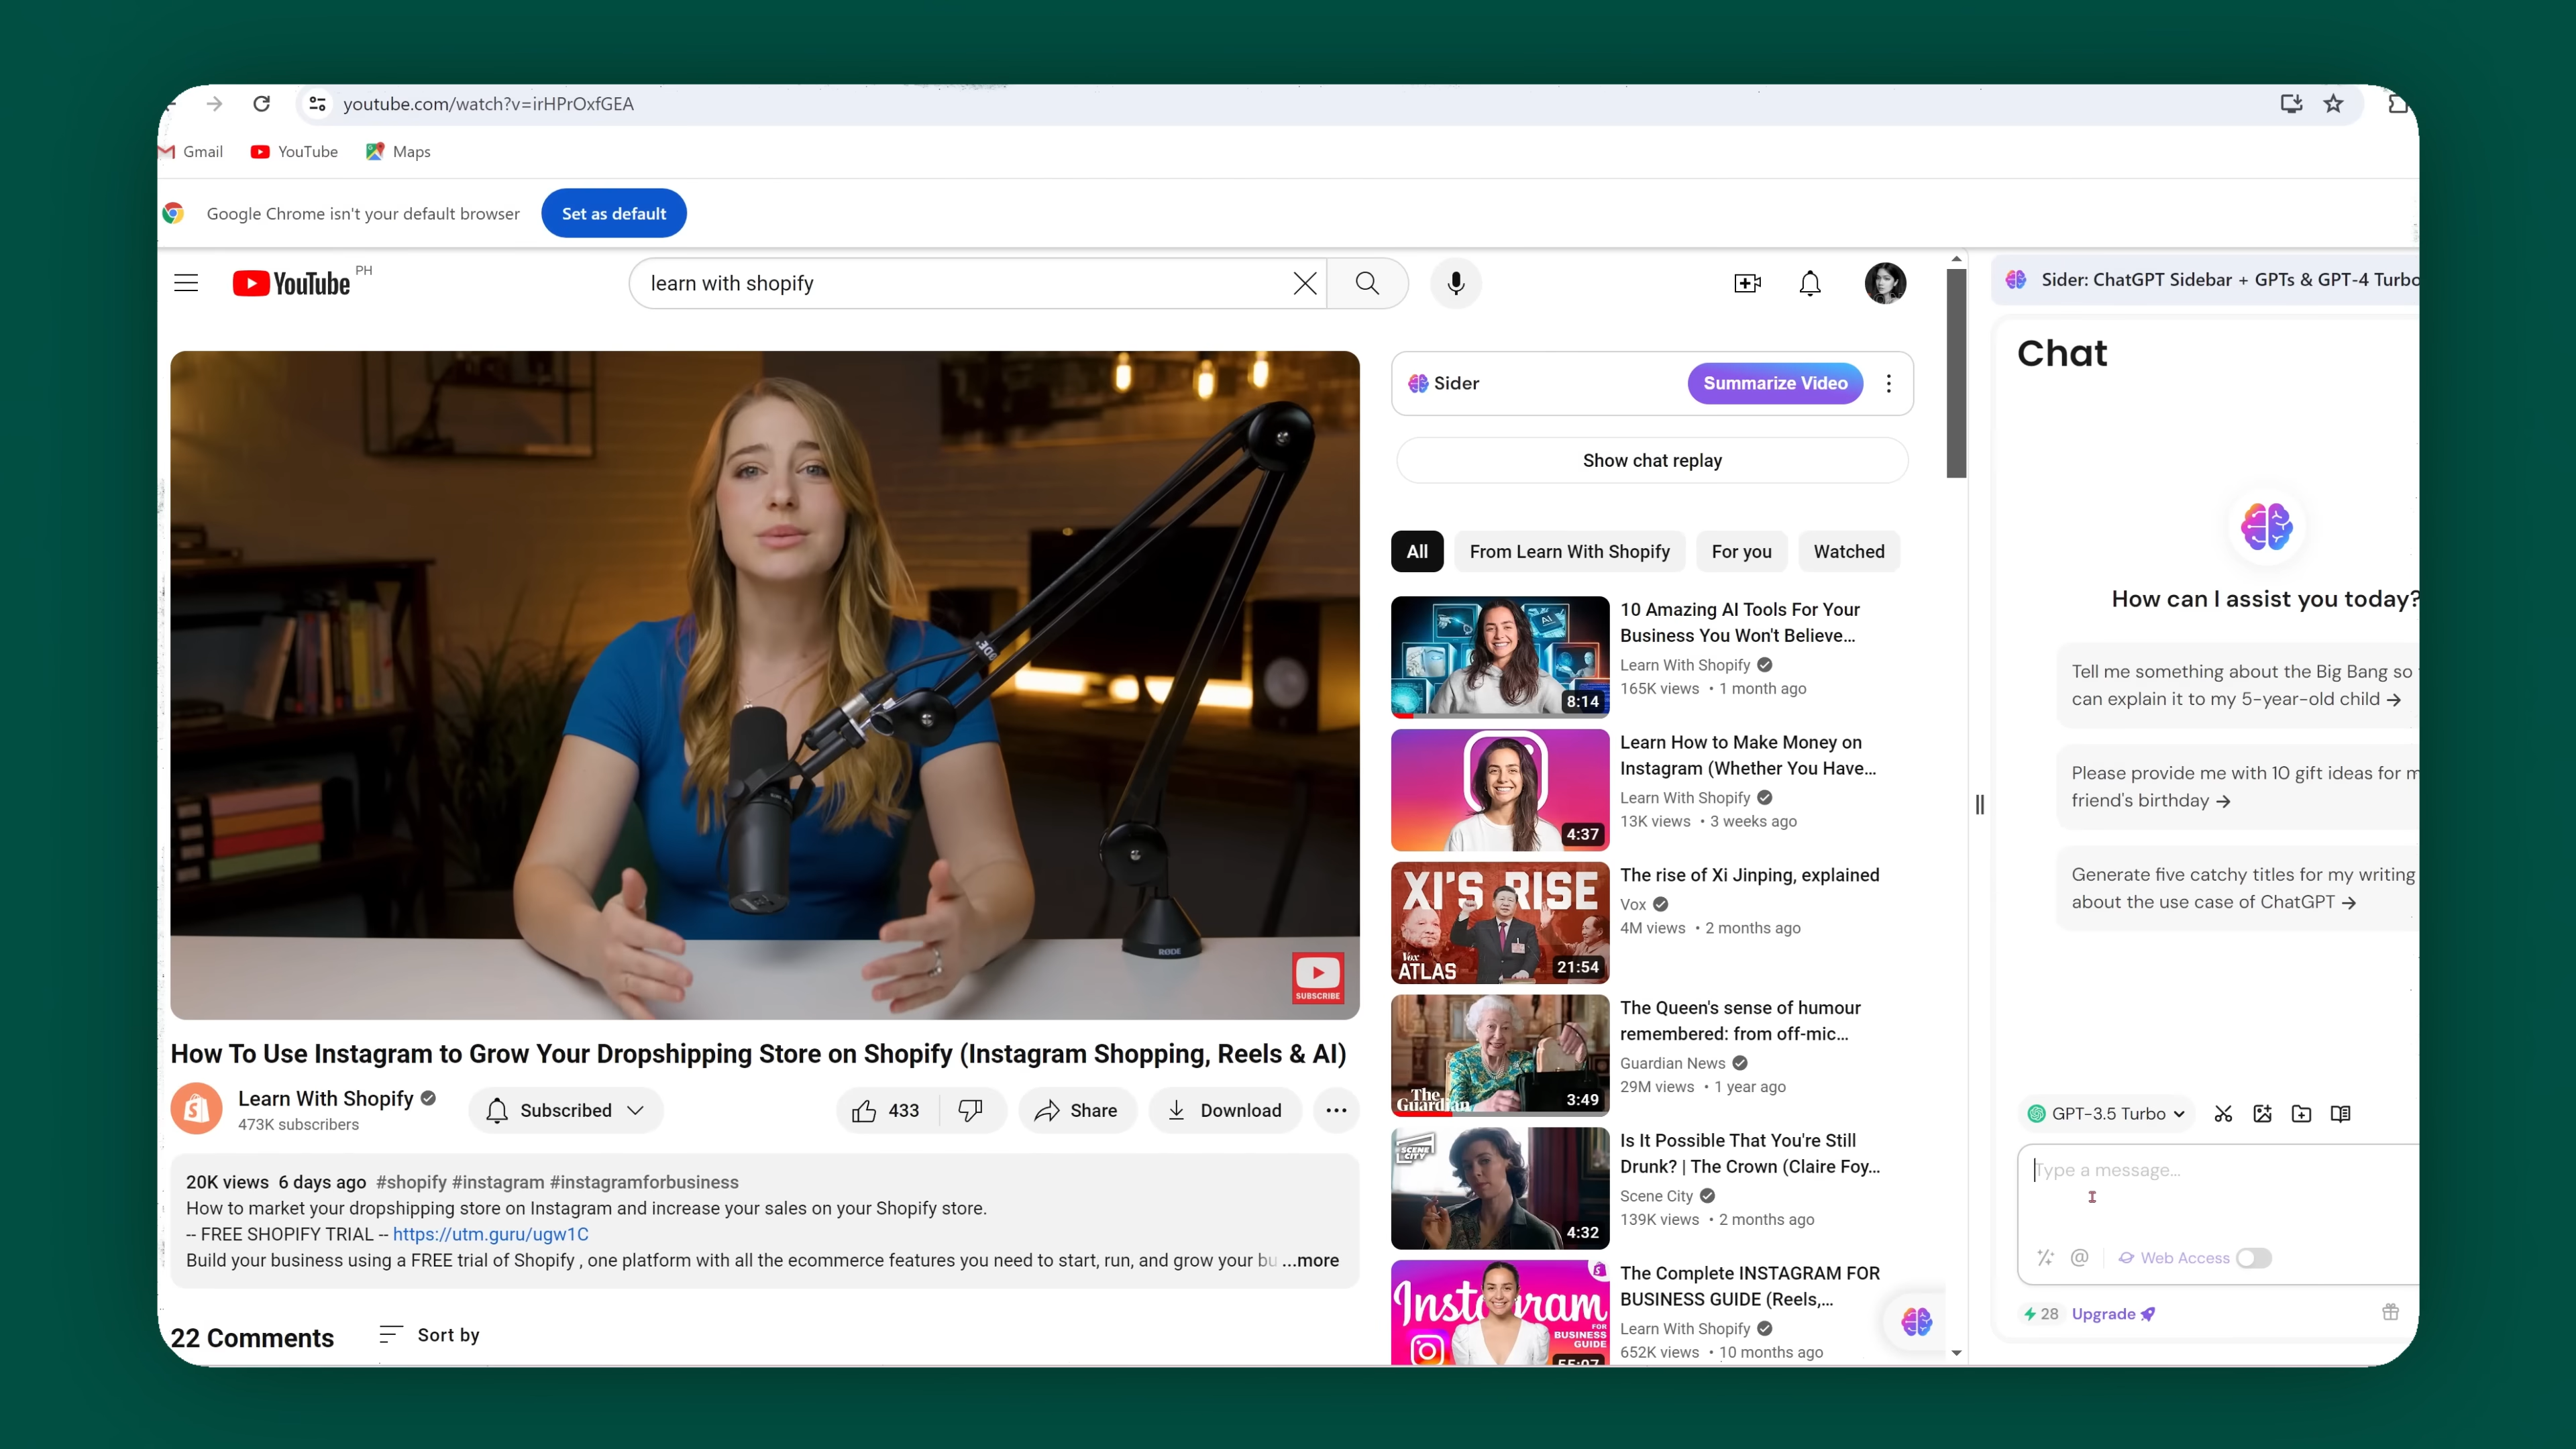 youtube.com/watch?v=irHPrOxfGEA
Gmail
YouTube
Maps
Google Chrome isn't your default browser
Set as default
YouTube PH
learn with shopify
Sider: ChatGPT Sidebar + GPTs & GPT-4 Turbo
Chat
Sider
Summarize Video
Show chat replay
All
From Learn With Shopify
For you
Watched
RODE
RØDE
SUBSCRIBE
How To Use Instagram to Grow Your Dropshipping Store on Shopify (Instagram Shopping, Reels & AI)
Learn With Shopify
473K subscribers
Subscribed
433
Share
Download
20K views 6 days ago #shopify #instagram #instagramforbusiness
How to market your dropshipping store on Instagram and increase your sales on your Shopify store.
-- FREE SHOPIFY TRIAL -- https://utm.guru/ugw1C
Build your business using a FREE trial of Shopify , one platform with all the ecommerce features you need to start, run, and grow your bu ...more
22 Comments
Sort by
AI
8:14
10 Amazing AI Tools For Your
Business You Won't Believe...
Learn With Shopify
165K views • 1 month ago
4:37
Learn How to Make Money on
Instagram (Whether You Have...
Learn With Shopify
13K views • 3 weeks ago
XI'S RISE
Vox
ATLAS
21:54
The rise of Xi Jinping, explained
Vox
4M views • 2 months ago
The
Guardian
3:49
The Queen's sense of humour
remembered: from off-mic...
Guardian News
29M views • 1 year ago
SCENE
CITY
4:32
Is It Possible That You're Still
Drunk? | The Crown (Claire Foy...
Scene City
139K views • 2 months ago
Instagram
FOR
BUSINESS
GUIDE
55:07
The Complete INSTAGRAM FOR
BUSINESS GUIDE (Reels,...
Learn With Shopify
652K views • 10 months ago
How can I assist you today?
Tell me something about the Big Bang so
can explain it to my 5-year-old child →
Please provide me with 10 gift ideas for m
friend's birthday →
Generate five catchy titles for my writing
about the use case of ChatGPT →
GPT-3.5 Turbo
Type a message...
@
Web Access
28
Upgrade